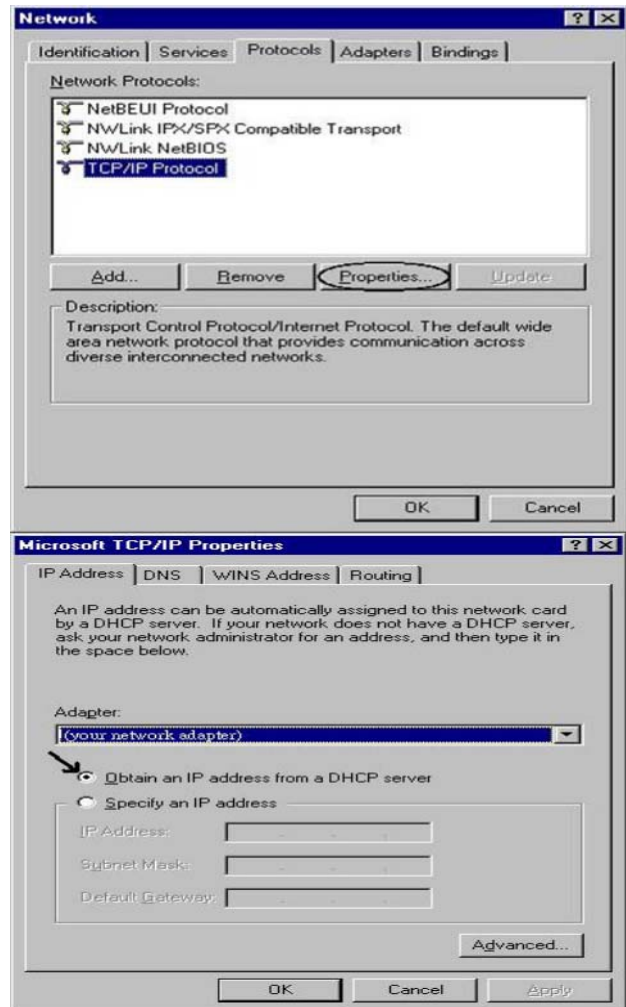 Network
Identification Services Protocols Adapters Bindings
Network Protocols:
NetBEUI Protocol
NWLink IPX/SPX Compatible Transport
NWLink NetBIOS
TCP/IP Protocol
Add... Remove Properties... Update
Description:
Transport Control Protocol/Internet Protocol. The default wide
area network protocol that provides communication across
diverse interconnected networks.
OK Cancel
Microsoft TCP/IP Properties
IP Address DNS WINS Address Routing
An IP address can be automatically assigned to this network card
by a DHCP server. If your network does not have a DHCP server,
ask your network administrator for an address, and then type it in
the space below.
Adapter:
(your network adapter)
Obtain an IP address from a DHCP server
Specify an IP address
IP Address:
Subnet Mask:
Default Gateway:
Advanced...
OK Cancel Apply